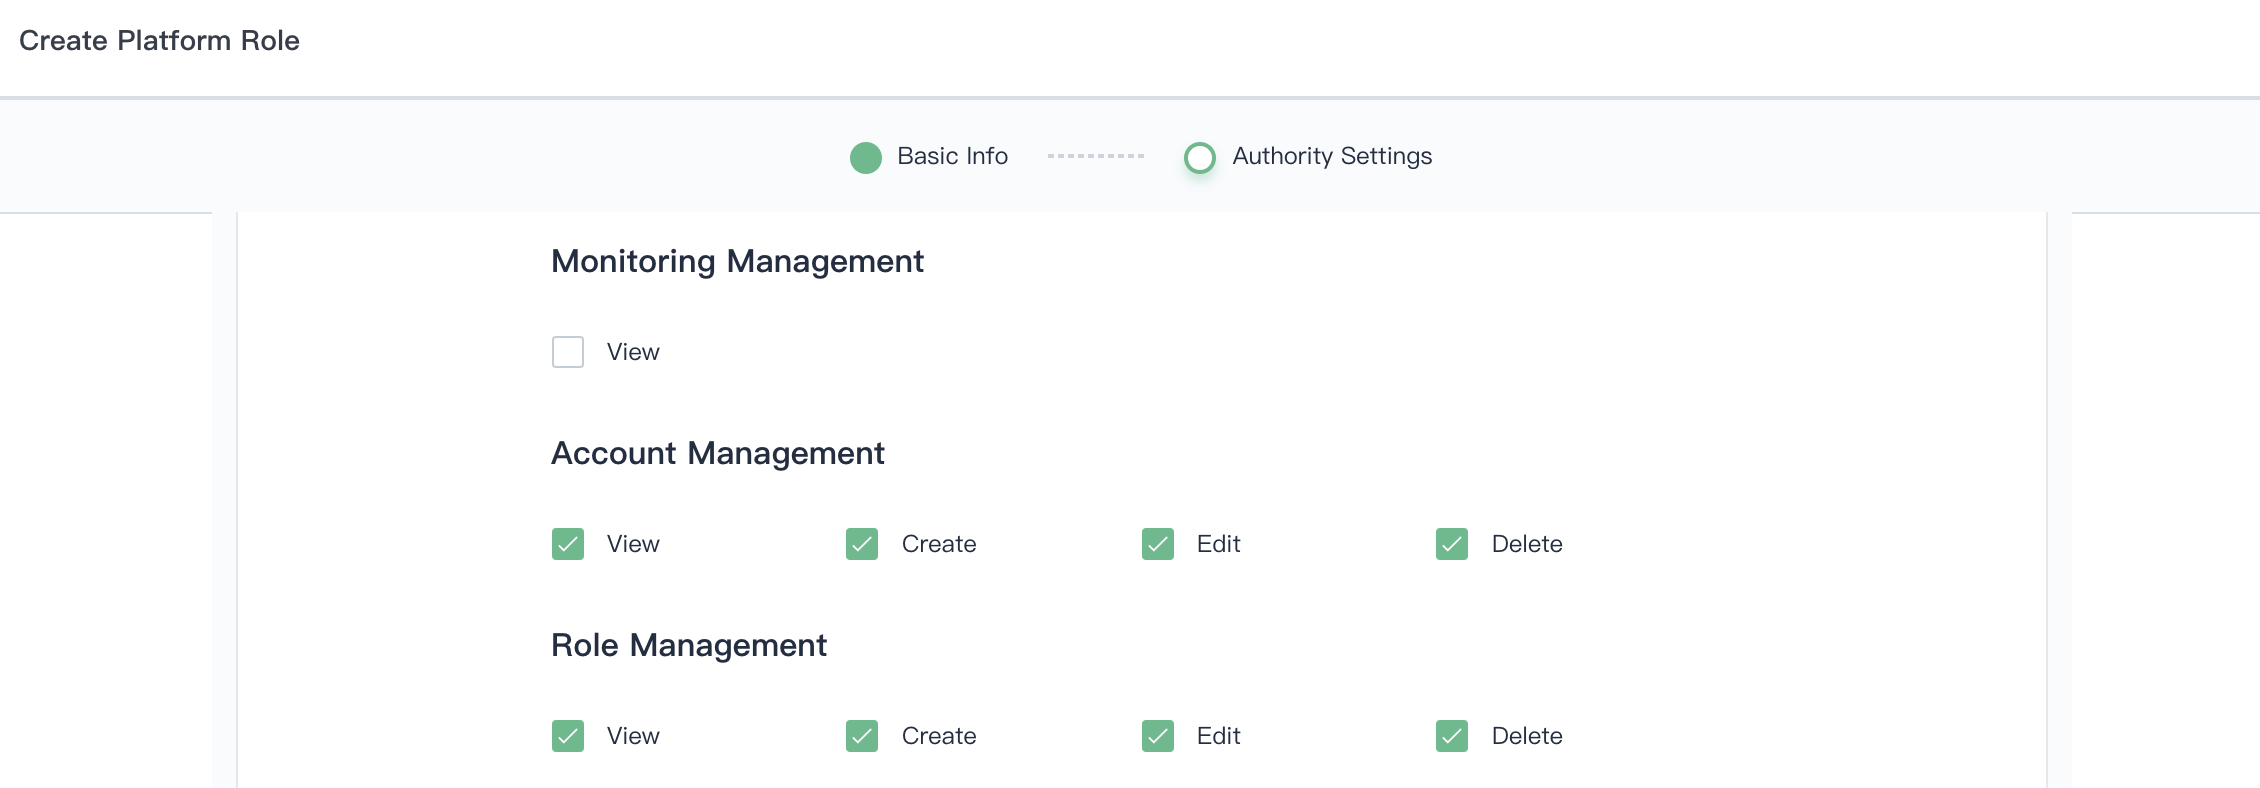 Create Platform Role
Basic Info Authority Settings
Monitoring Management
View
Account Management
View Create Edit Delete
Role Management
View Create Edit Delete